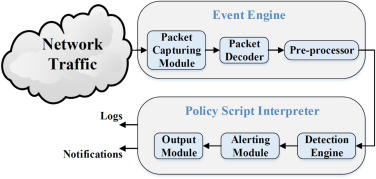 Event Engine
Network
Traffic
Packet
Capturing
Module
Packet
Decoder
Pre-processor
Policy Script Interpreter
Logs
Notifications
Output
Module
Alerting
Module
Detection
Engine